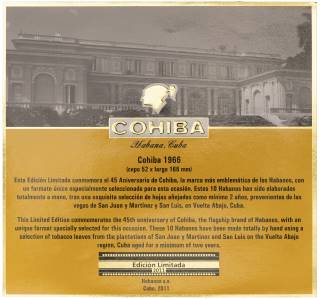 COHIBA
Habana, Cuba
Cohiba 1966
(cepo 52 x largo 166 mm)
Esta Edición Limitada conmemora el 45 Aniversario de Cohiba, la marca más emblemática de los Habanos, con
un formato único especialmente seleccionado para esta ocasión. Estos 10 Habanos han sido elaborados
totalmente a mano, tras una exquisita selección de hojas añejadas como mínimo 2 años, provenientes de las
vegas de San Juan y Martínez y San Luis, en Vuelta Abajo, Cuba.
This Limited Edition commemorates the 45th anniversary of Cohiba, the flagship brand of Habanos, with an
unique format specially selected for this occasion. These 10 Habanos have been made totally by hand using a
selection of tobacco leaves from the plantations of San Juan y Martínez and San Luis on the Vuelta Abajo
region, Cuba aged for a minimum of two years.
Edición Limitada
2011
Habanos s.a.
Cuba, 2011